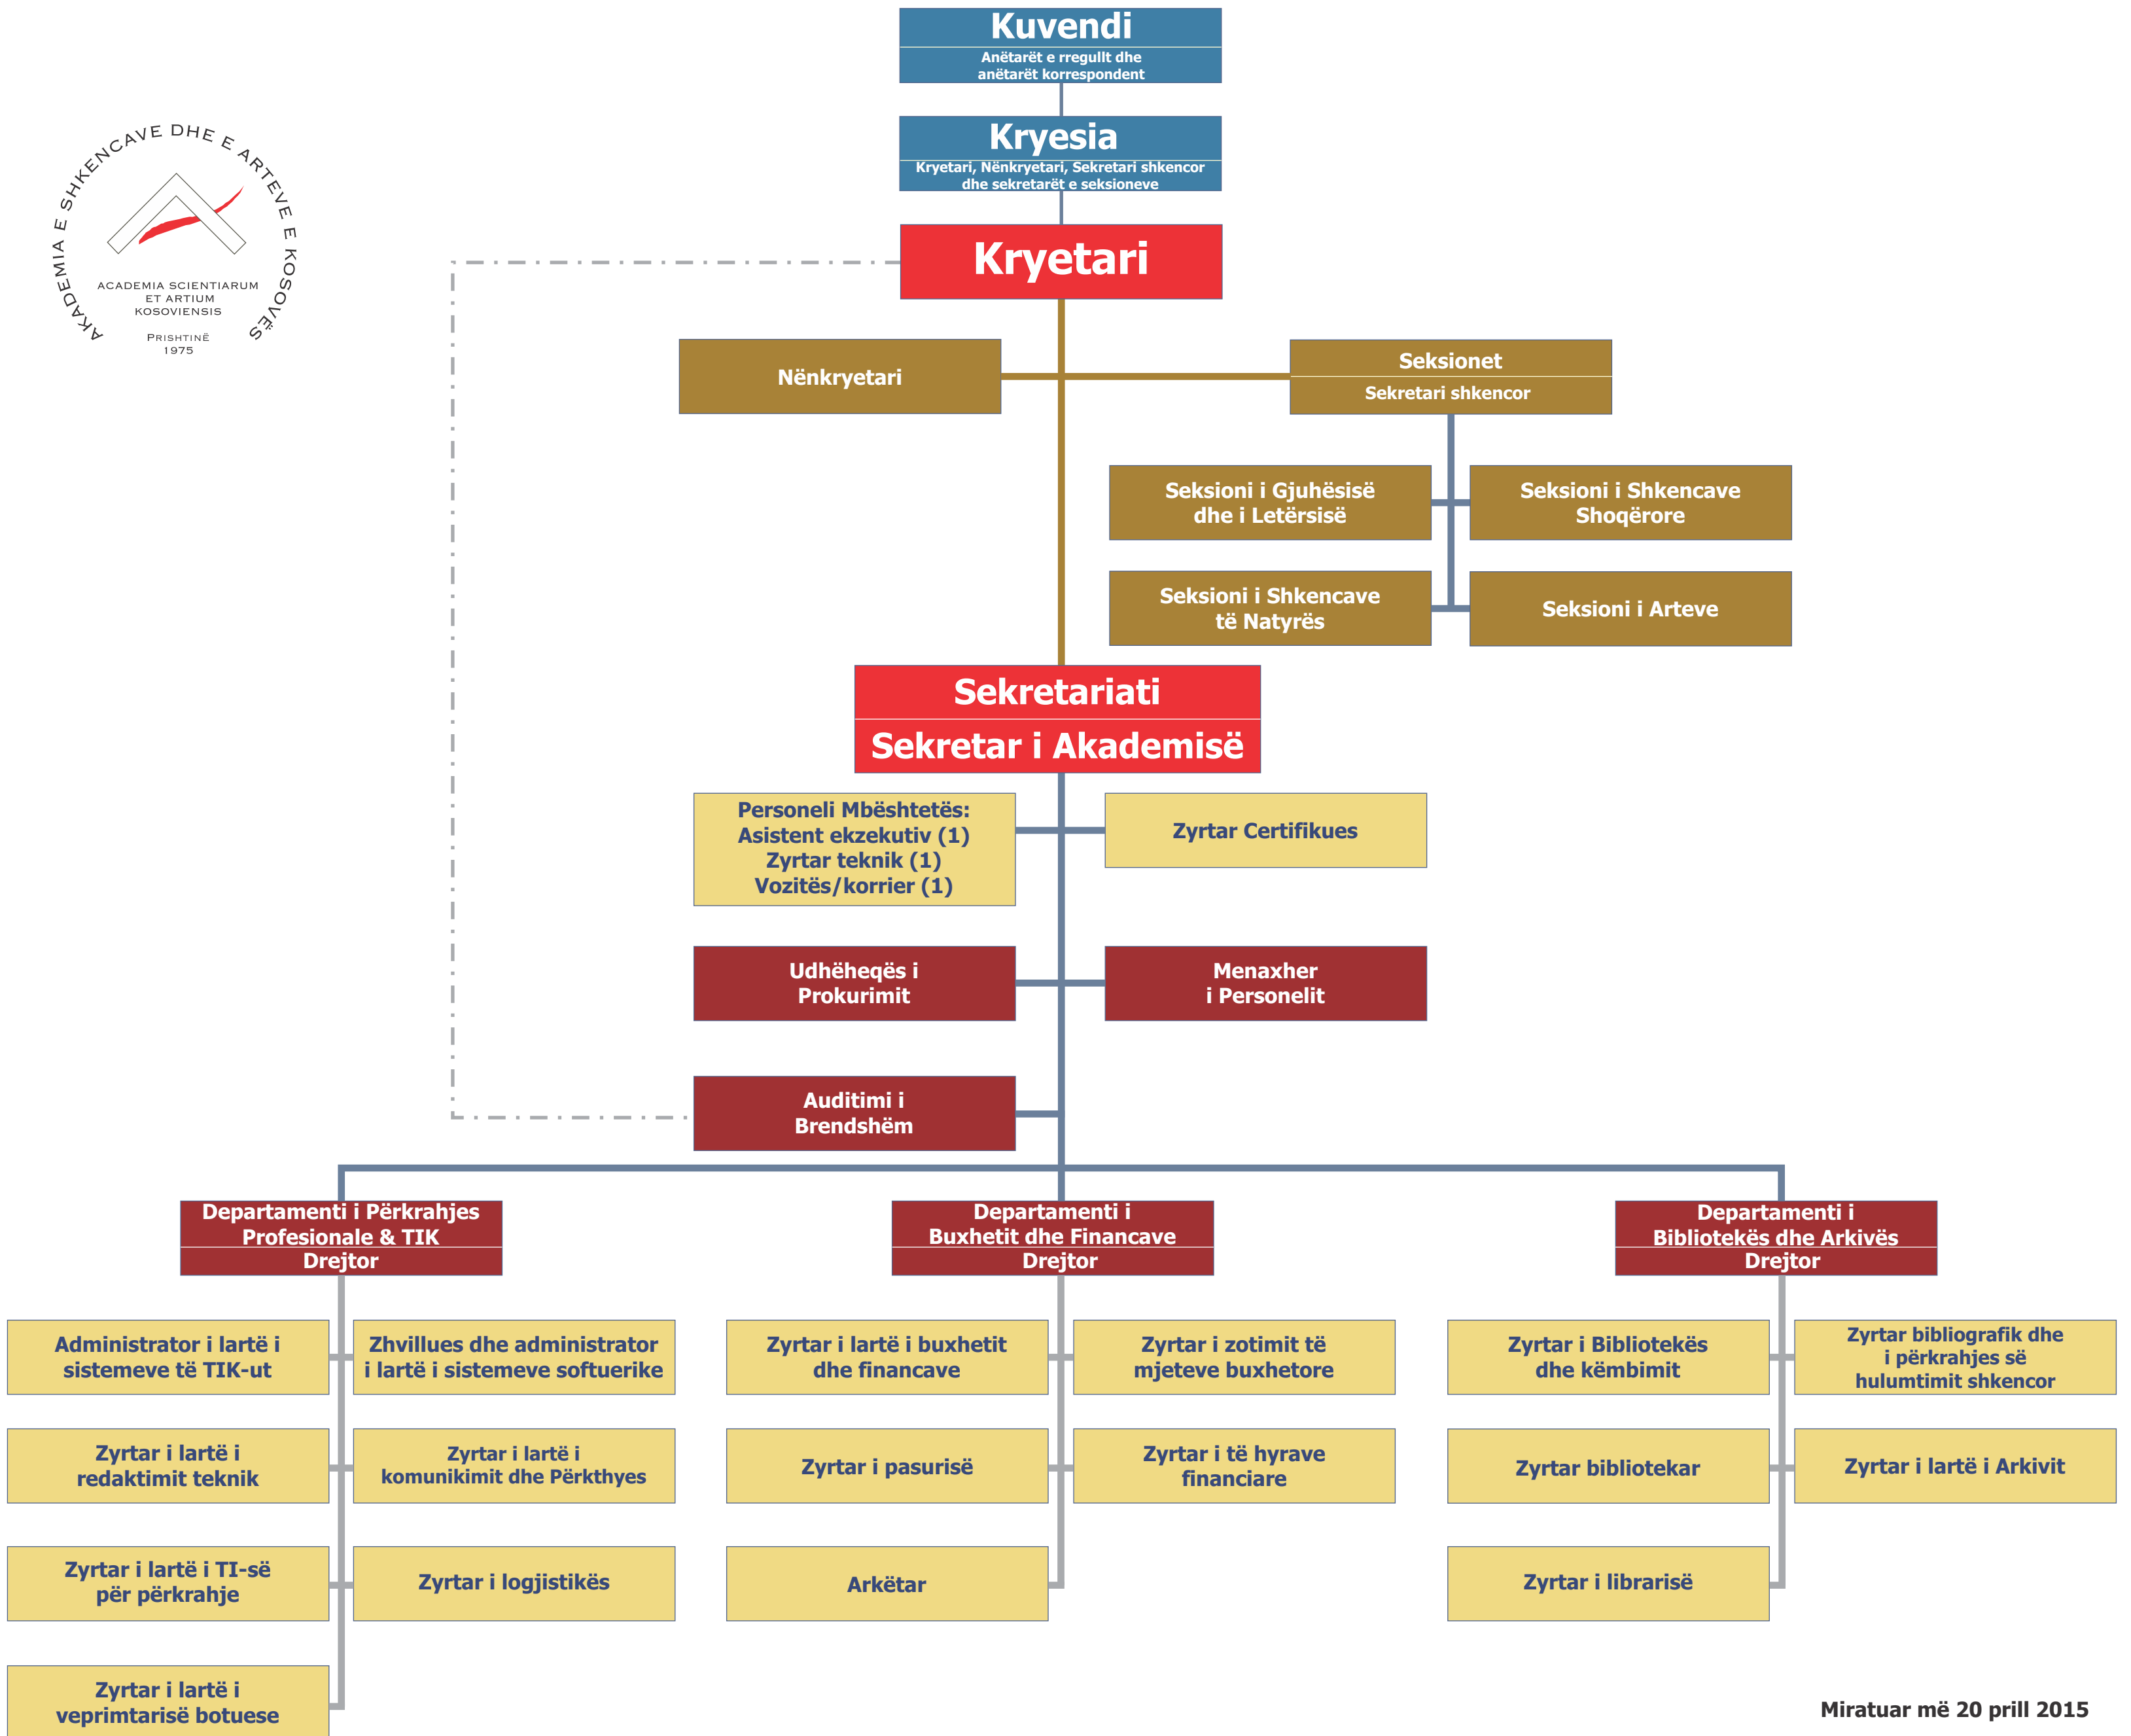 Kuvendi
Anëtarët e rregullt dhe
anëtarët korrespondent
Kryesia
Kryetari, Nënkryetari, Sekretari shkencor
dhe sekretarët e seksioneve
AKADEMIA E SHKENCAVE DHE E ARTEVE E KOSOVËS
ACADEMIA SCIENTIARUM
ET ARTIUM
KOSOVIENSIS
PRISHTINË
1975
Kryetari
Nënkryetari
Seksionet
Sekretari shkencor
Seksioni i Gjuhësisë
dhe i Letërsisë
Seksioni i Shkencave
Shoqërore
Seksioni i Shkencave
të Natyrës
Seksioni i Arteve
Sekretariati
Sekretar i Akademisë
Personeli Mbështetës:
Asistent ekzekutiv (1)
Zyrtar teknik (1)
Vozitës/korrier (1)
Zyrtar Certifikues
Udhëheqës i
Prokurimit
Menaxher
i Personelit
Auditimi i
Brendshëm
Departamenti i Përkrahjes
Profesionale & TIK
Drejtor
Departamenti i
Buxhetit dhe Financave
Drejtor
Departamenti i
Bibliotekës dhe Arkivës
Drejtor
Administrator i lartë i
sistemeve të TIK-ut
Zhvillues dhe administrator
i lartë i sistemeve softuerike
Zyrtar i lartë i buxhetit
dhe financave
Zyrtar i zotimit të
mjeteve buxhetore
Zyrtar i Bibliotekës
dhe këmbimit
Zyrtar bibliografik dhe
i përkrahjes së
hulumtimit shkencor
Zyrtar i lartë i
redaktimit teknik
Zyrtar i lartë i
komunikimit dhe Përkthyes
Zyrtar i pasurisë
Zyrtar i të hyrave
financiare
Zyrtar bibliotekar
Zyrtar i lartë i Arkivit
Zyrtar i lartë i TI-së
për përkrahje
Zyrtar i logjistikës
Arkëtar
Zyrtar i librarisë
Zyrtar i lartë i
veprimtarisë botuese
Miratuar më 20 prill 2015